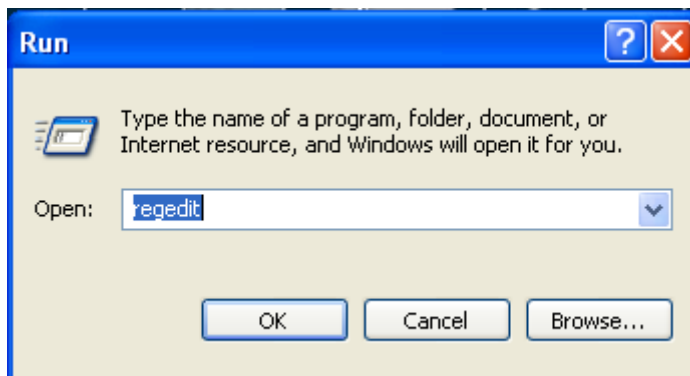 Run
Type the name of a program, folder, document, or
Internet resource, and Windows will open it for you.
Open: regedit
OK Cancel Browse...